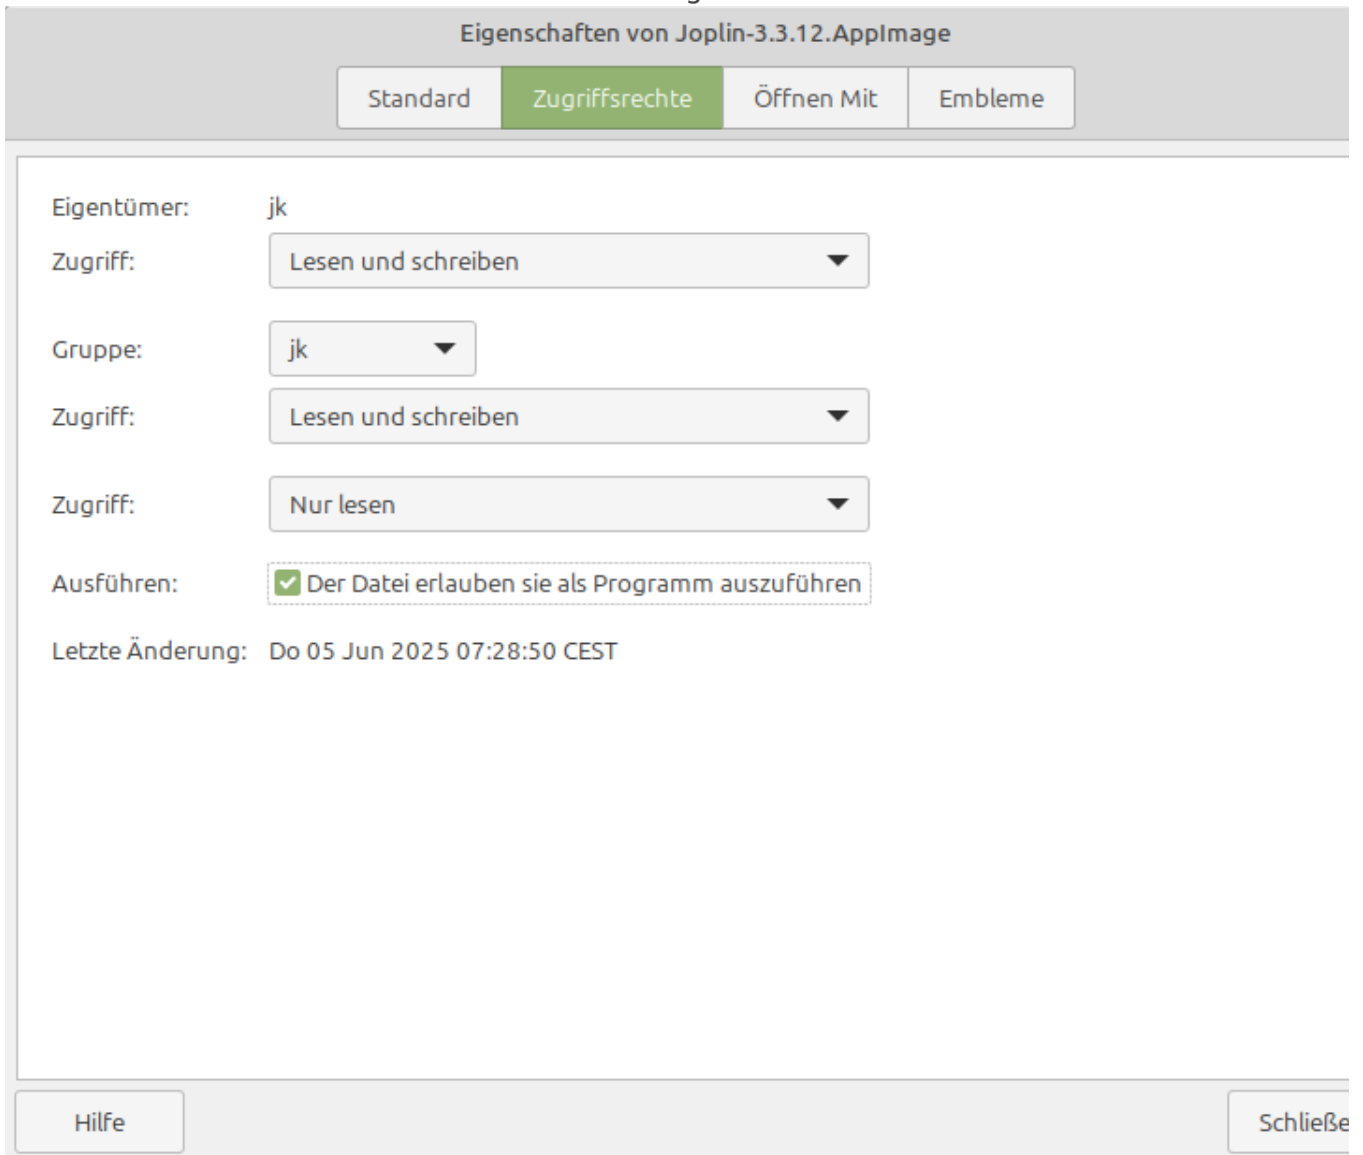 Eigenschaften von Joplin-3.3.12.AppImage
Standard Zugriffsrechte Öffnen Mit Embleme
Eigentümer: jk
Zugriff: Lesen und schreiben
Gruppe: jk
Zugriff: Lesen und schreiben
Zugriff: Nur lesen
Ausführen: Der Datei erlauben sie als Programm auszuführen
Letzte Änderung: Do 05 Jun 2025 07:28:50 CEST
Hilfe Schließe